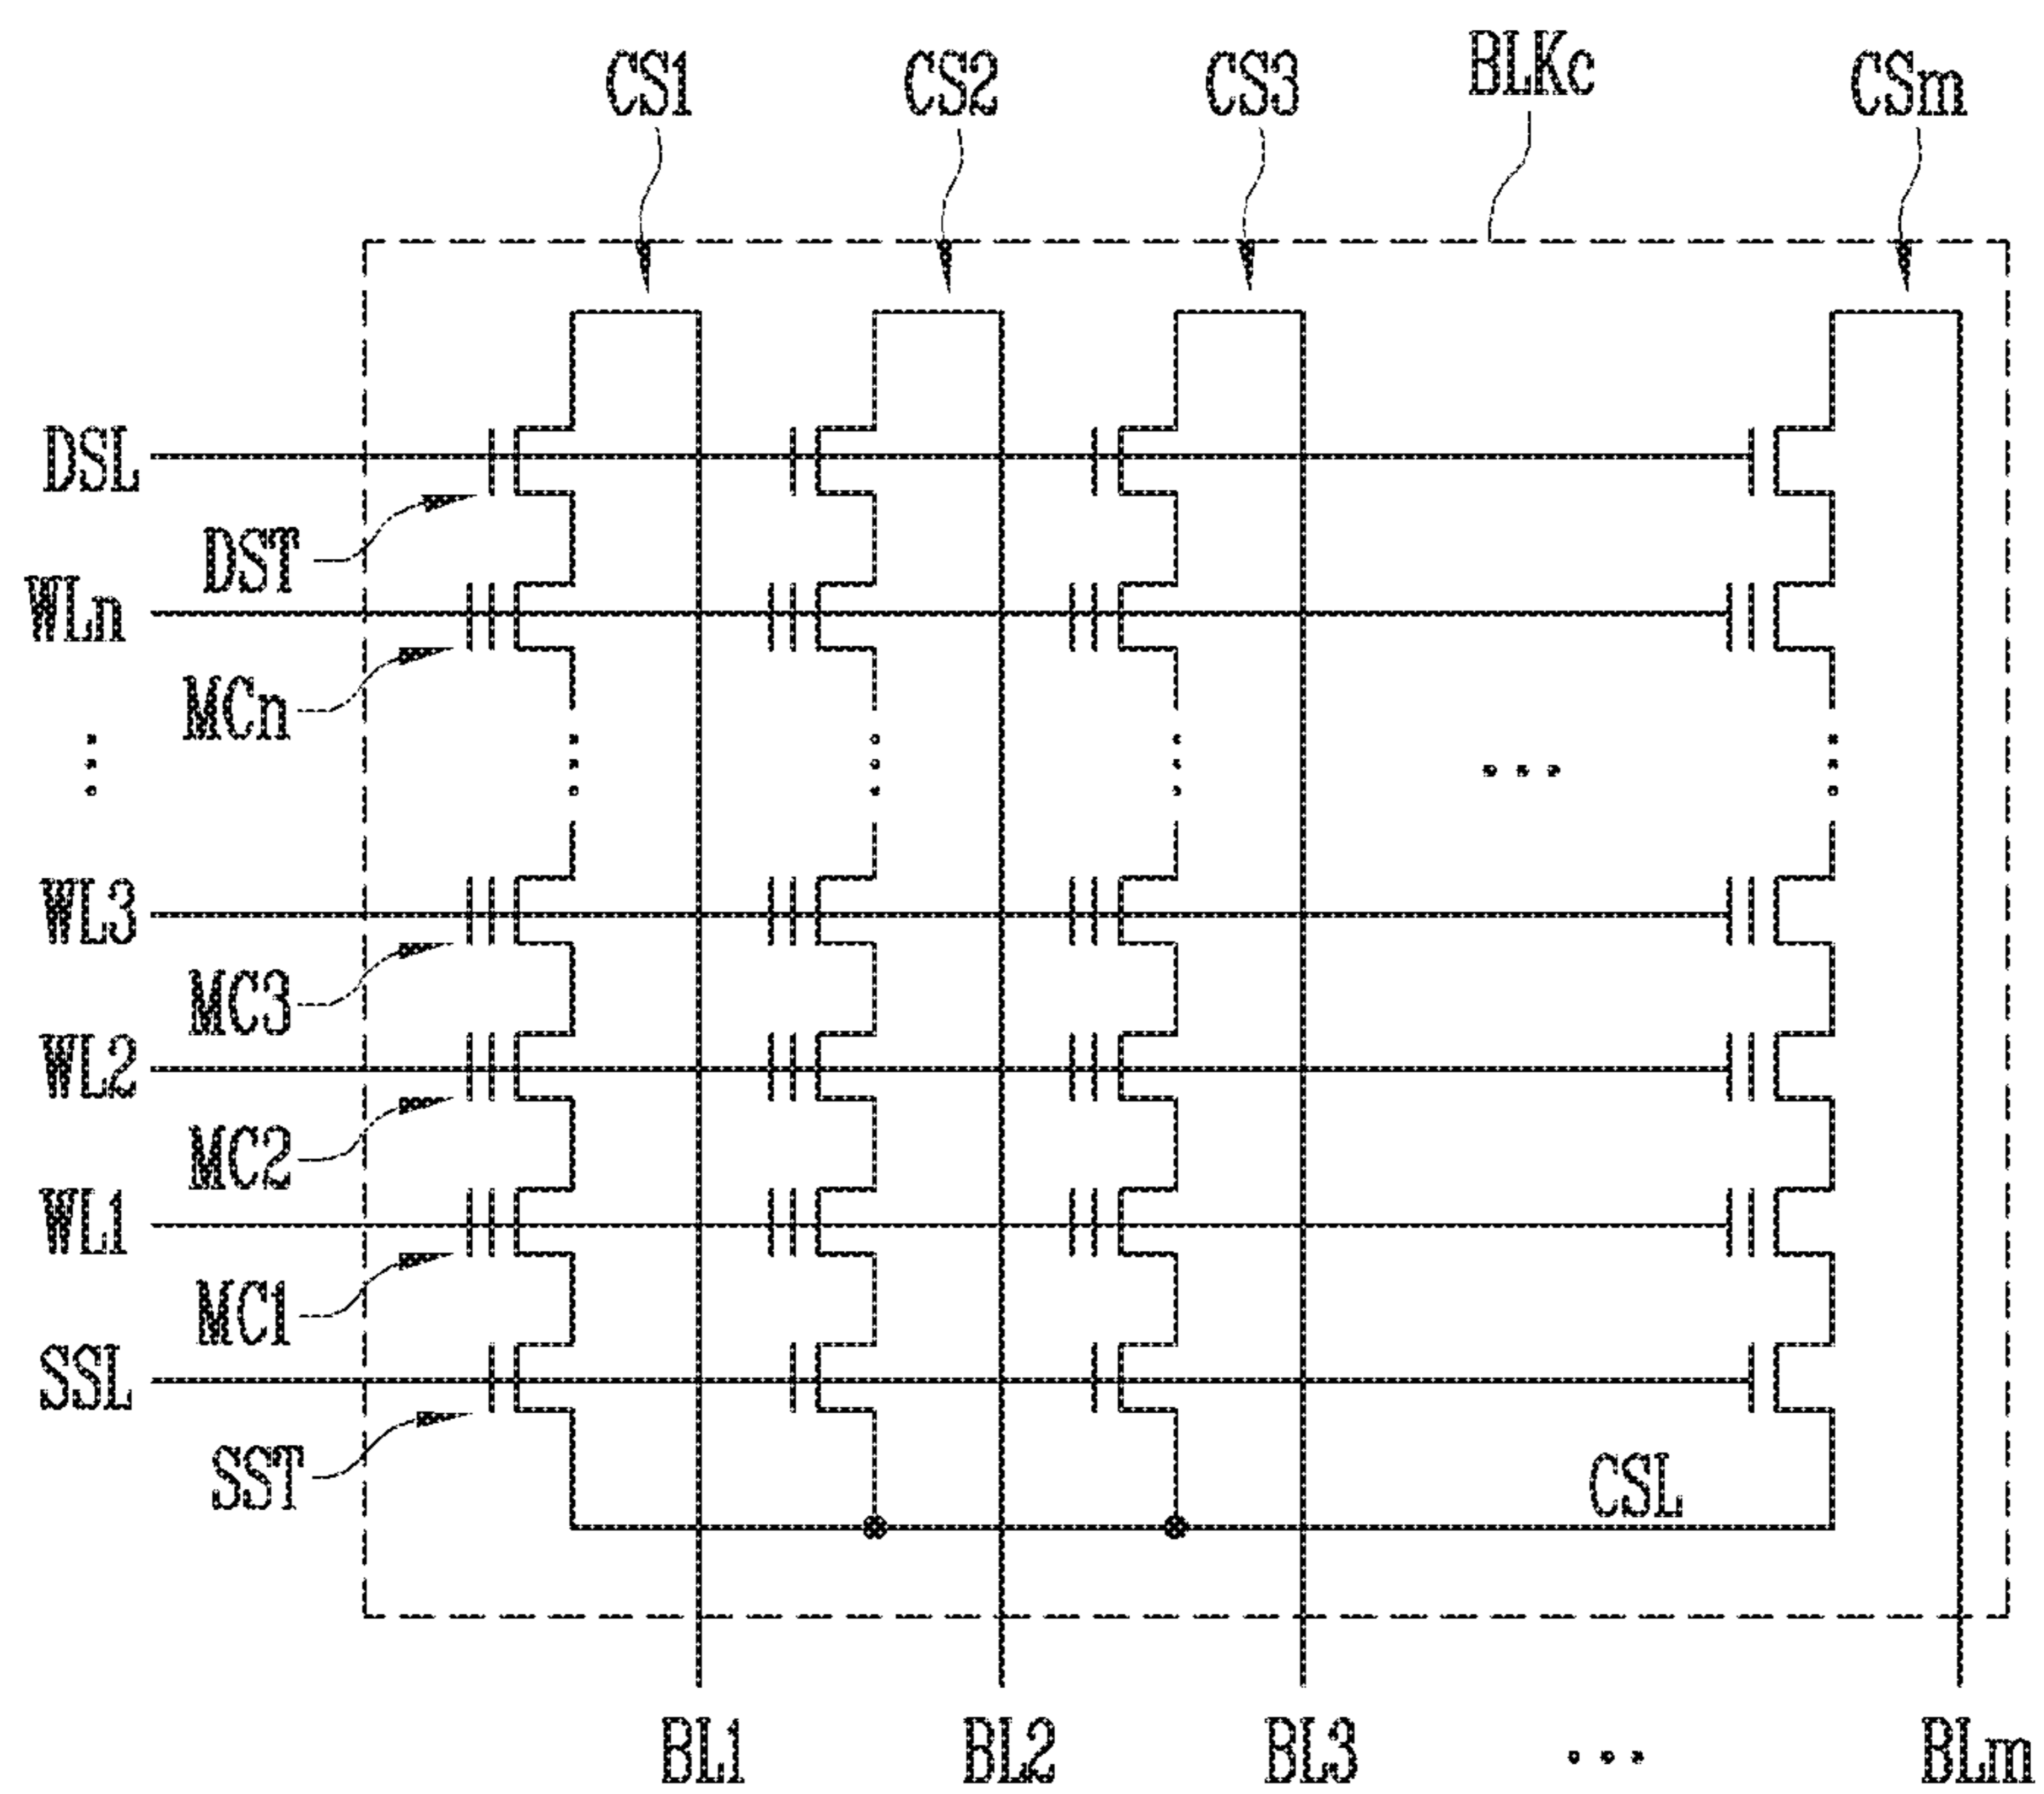 CS1 CS2 CS3 BLKc CSm
DSL
DST
WLn
MCn
⋮
...
WL3
MC3
WL2
MC2
WL1
MC1
SSL
SST
CSL
BL1 BL2 BL3 ... BLm